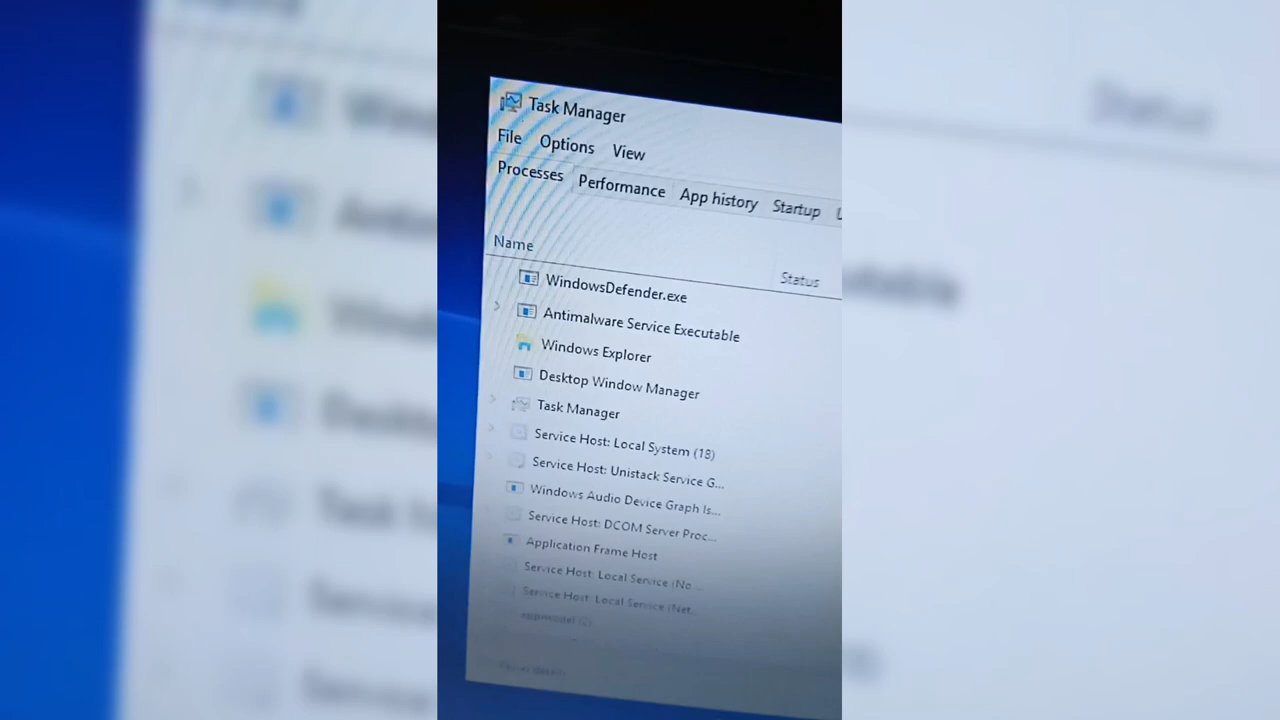 Task Manager
File Options View
Processes Performance App history Startup
Name Status
WindowsDefender.exe
Antimalware Service Executable
Windows Explorer
Desktop Window Manager
Task Manager
Service Host: Local System (18)
Service Host: Unistack Service G...
Windows Audio Device Graph Is...
Service Host: DCOM Server Proc...
Application Frame Host
Service Host: Local Service (No ...
Service Host: Local Service (Net...
appmodel (2)